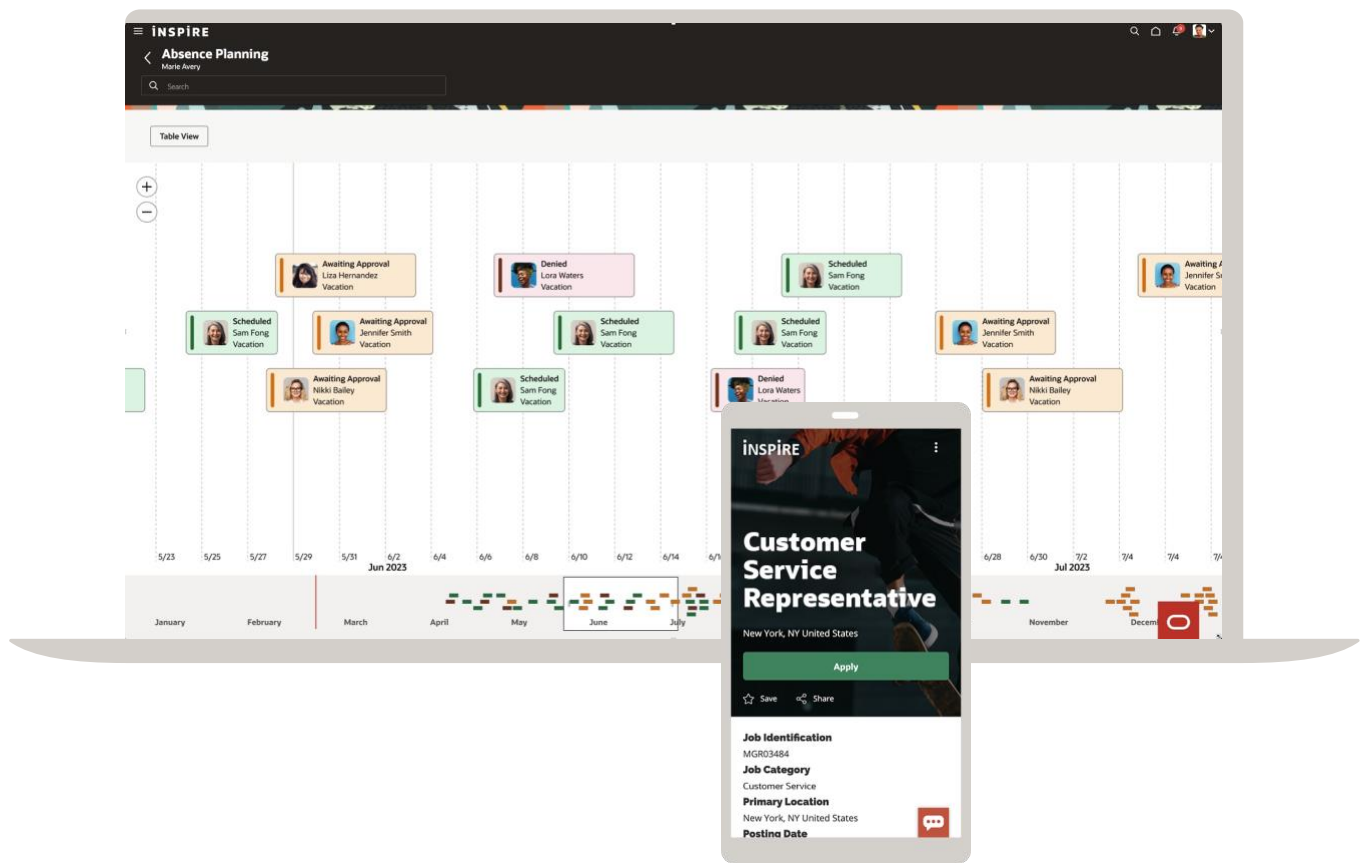 INSPIRE
Absence Planning
Marie Avery
Search
Table View
Awaiting Approval
Liza Hernandez
Vacation
Denied
Lora Waters
Vacation
Scheduled
Sam Fong
Vacation
Awaiting
Jennifer
Vacation
Scheduled
Sam Fong
Vacation
Awaiting Approval
Jennifer Smith
Vacation
Scheduled
Sam Fong
Vacation
Scheduled
Sam Fong
Vacation
Awaiting Approval
Jennifer Smith
Vacation
Awaiting Approval
Nikki Bailey
Vacation
Scheduled
Sam Fong
Vacation
Denied
Lora Waters
Vacation
Awaiting Approval
Nikki Bailey
Vacation
5/23 5/25 5/27 5/29 5/31 6/2 6/4 6/6 6/8 6/10 6/12 6/14 6/28 6/30 7/2 7/4 7/4
Jun 2023 Jul 2023
January February March April May June July November
INSPIRE
Customer
Service
Representative
New York, NY United States
Apply
Save Share
Job Identification
MGR03484
Job Category
Customer Service
Primary Location
New York, NY United States
Posting Date